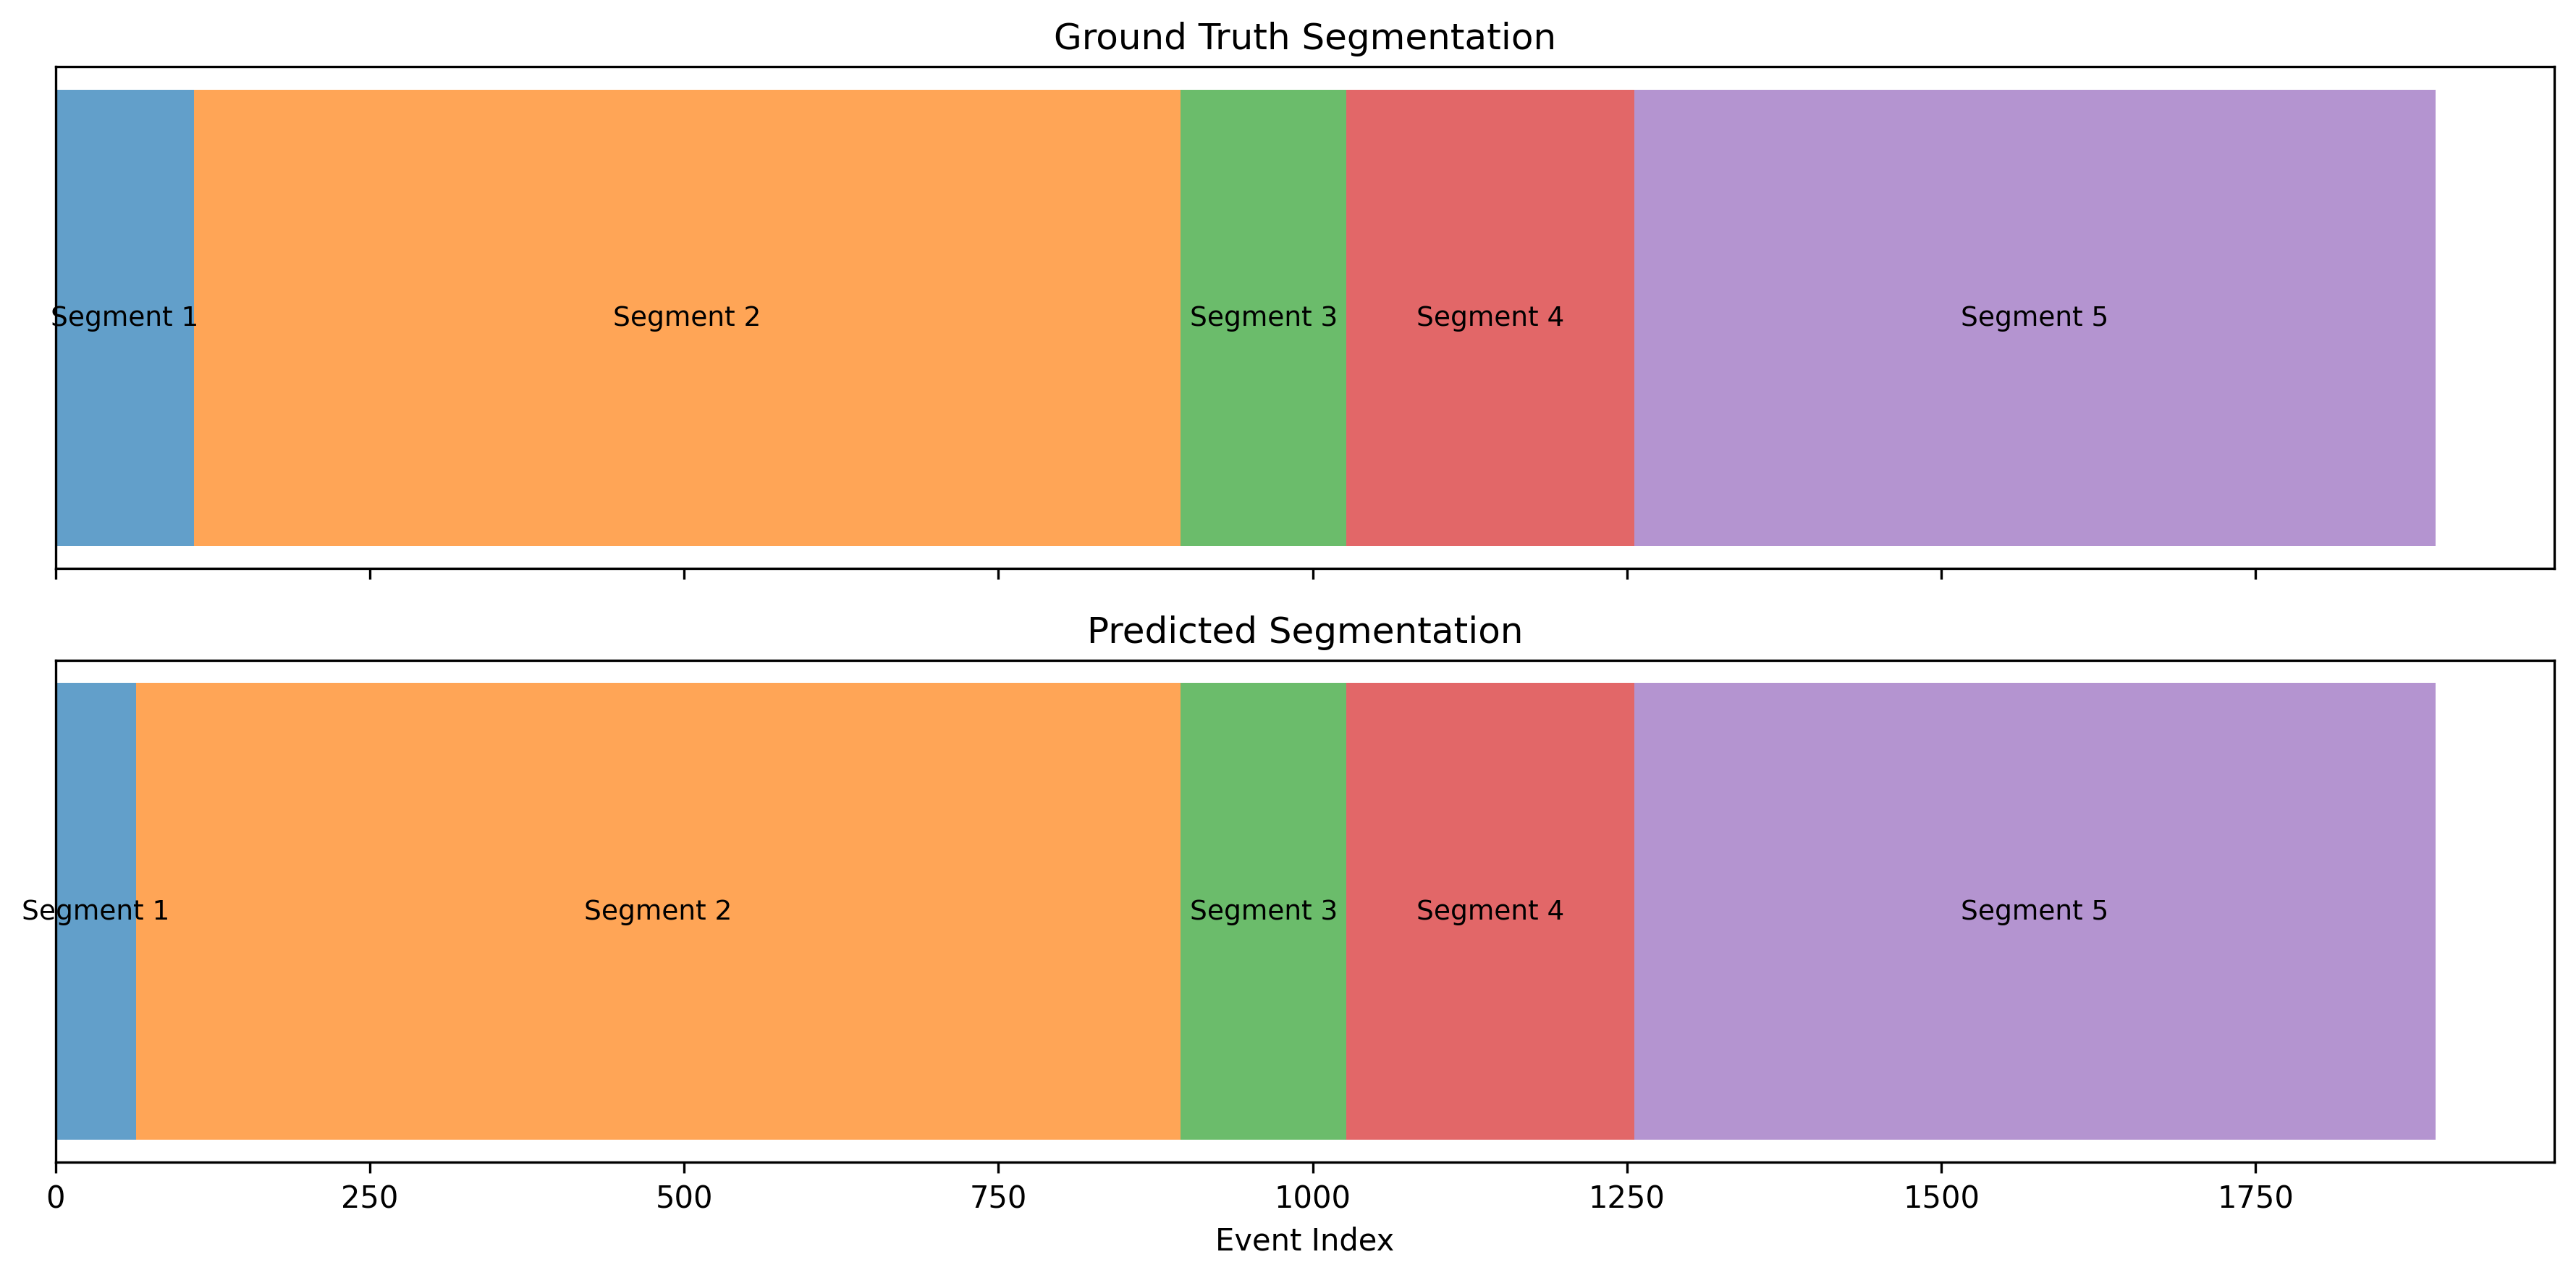 Ground Truth Segmentation
Segment 1 Segment 2 Segment 3 Segment 4 Segment 5
Predicted Segmentation
Segment 1 Segment 2 Segment 3 Segment 4 Segment 5
0 250 500 750 1000 1250 1500 1750
Event Index